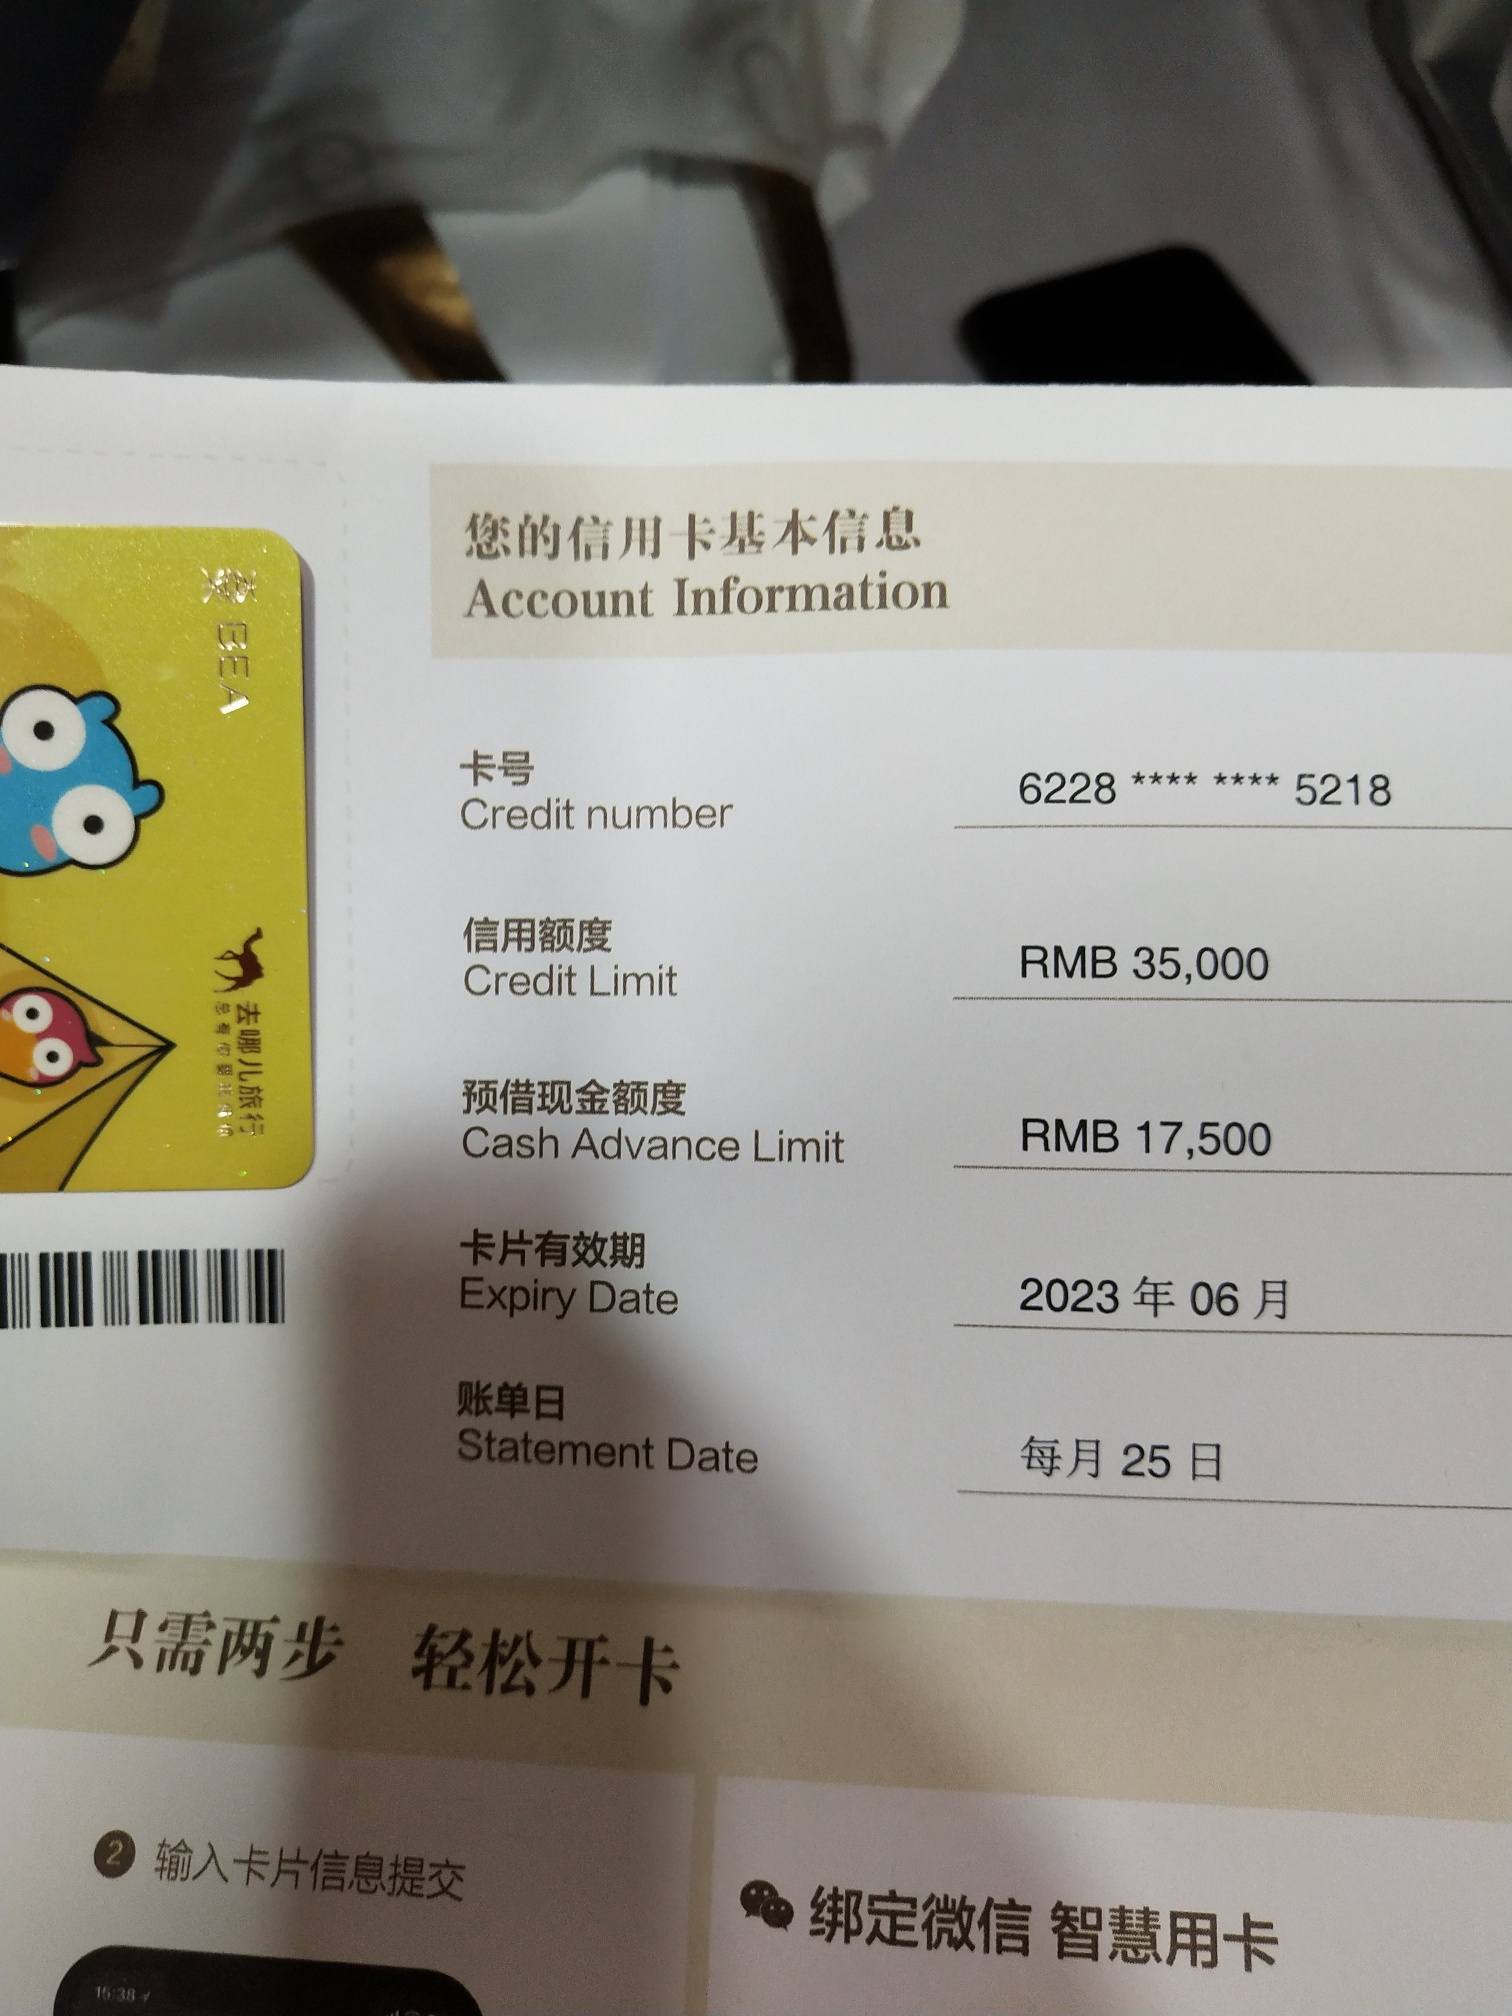 BEA
去哪儿旅行
您的信用卡基本信息
Account Information
卡号
Credit number
6228 **** **** 5218
信用额度
Credit Limit
RMB 35,000
预借现金额度
Cash Advance Limit
RMB 17,500
卡片有效期
Expiry Date
2023 年 06 月
账单日
Statement Date
每月 25 日
只需两步 轻松开卡
2 输入卡片信息提交
绑定微信 智慧用卡
15:38